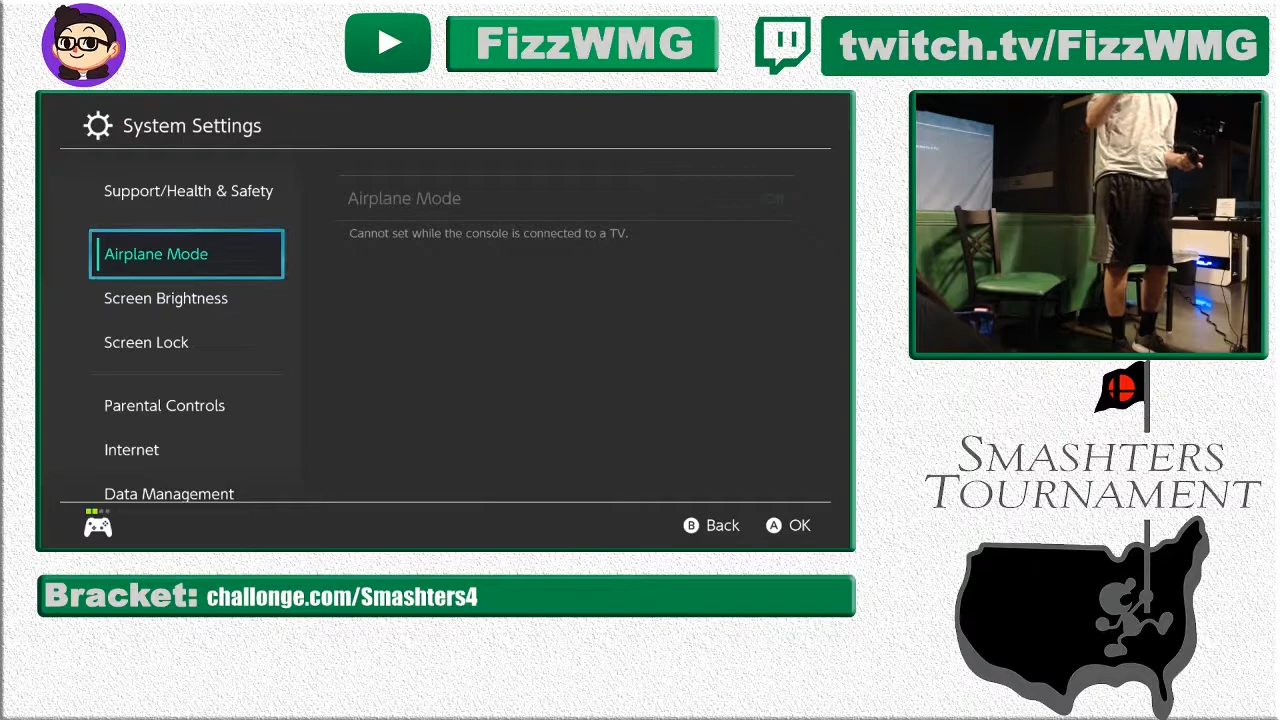 FizzWMG
twitch.tv/FizzWMG
System Settings
Support/Health & Safety
Airplane Mode
Screen Brightness
Screen Lock
Parental Controls
Internet
Data Management
Airplane Mode
Cannot set while the console is connected to a TV.
B Back A OK
SMASHTERS
TOURNAMENT
Bracket: challonge.com/Smashters4